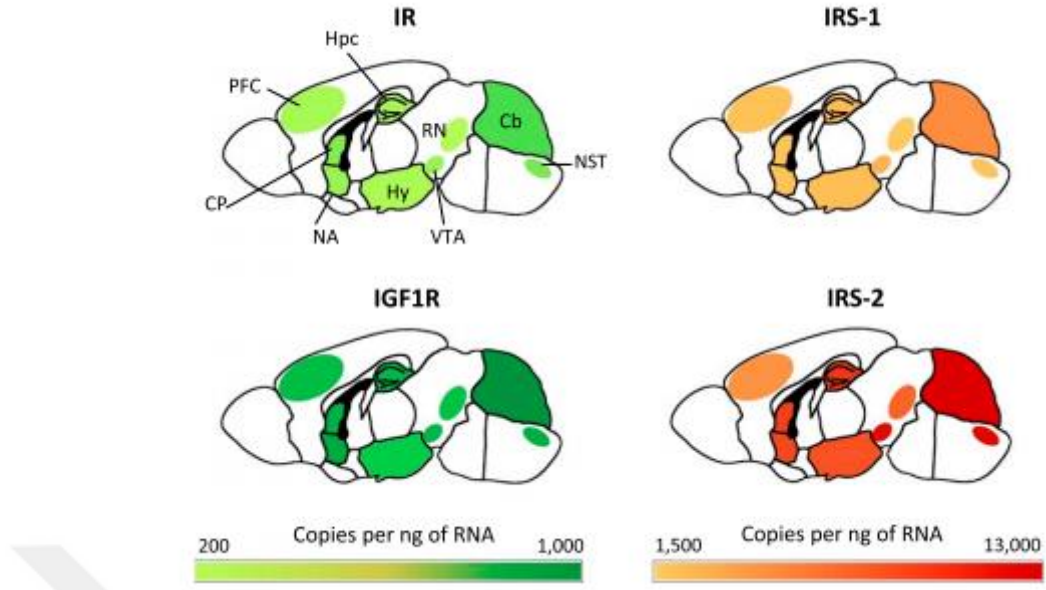 IR
IRS-1
Hpc
PFC
RN
Cb
NST
CP
Hy
NA
VTA
IGF1R
IRS-2
200 Copies per ng of RNA 1,000
1,500 Copies per ng of RNA 13,000